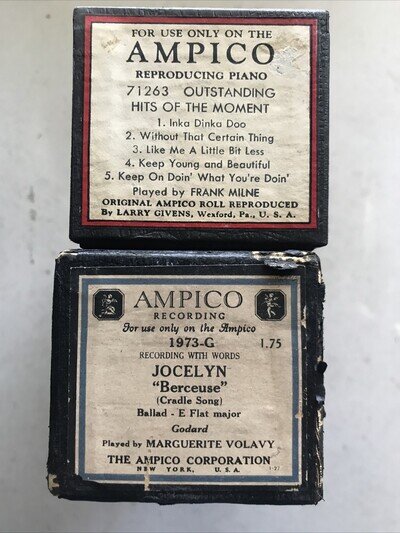 FOR USE ONLY ON THE
AMPICO
REPRODUCING PIANO
71263 OUTSTANDING
HITS OF THE MOMENT
1. Inka Dinka Doo
2. Without That Certain Thing
3. Like Me A Little Bit Less
4. Keep Young and Beautiful
5. Keep On Doin' What You're Doin'
Played by FRANK MILNE
ORIGINAL AMPICO ROLL REPRODUCED
By LARRY GIVENS, Wexford, Pa., U. S. A.
AMPICO
RECORDING
For use only on the Ampico
1973-G 1.75
RECORDING WITH WORDS
JOCELYN
"Berceuse"
(Cradle Song)
Ballad - E Flat major
Godard
Played by MARGUERITE VOLAVY
THE AMPICO CORPORATION
NEW YORK, U.S.A. 1-27